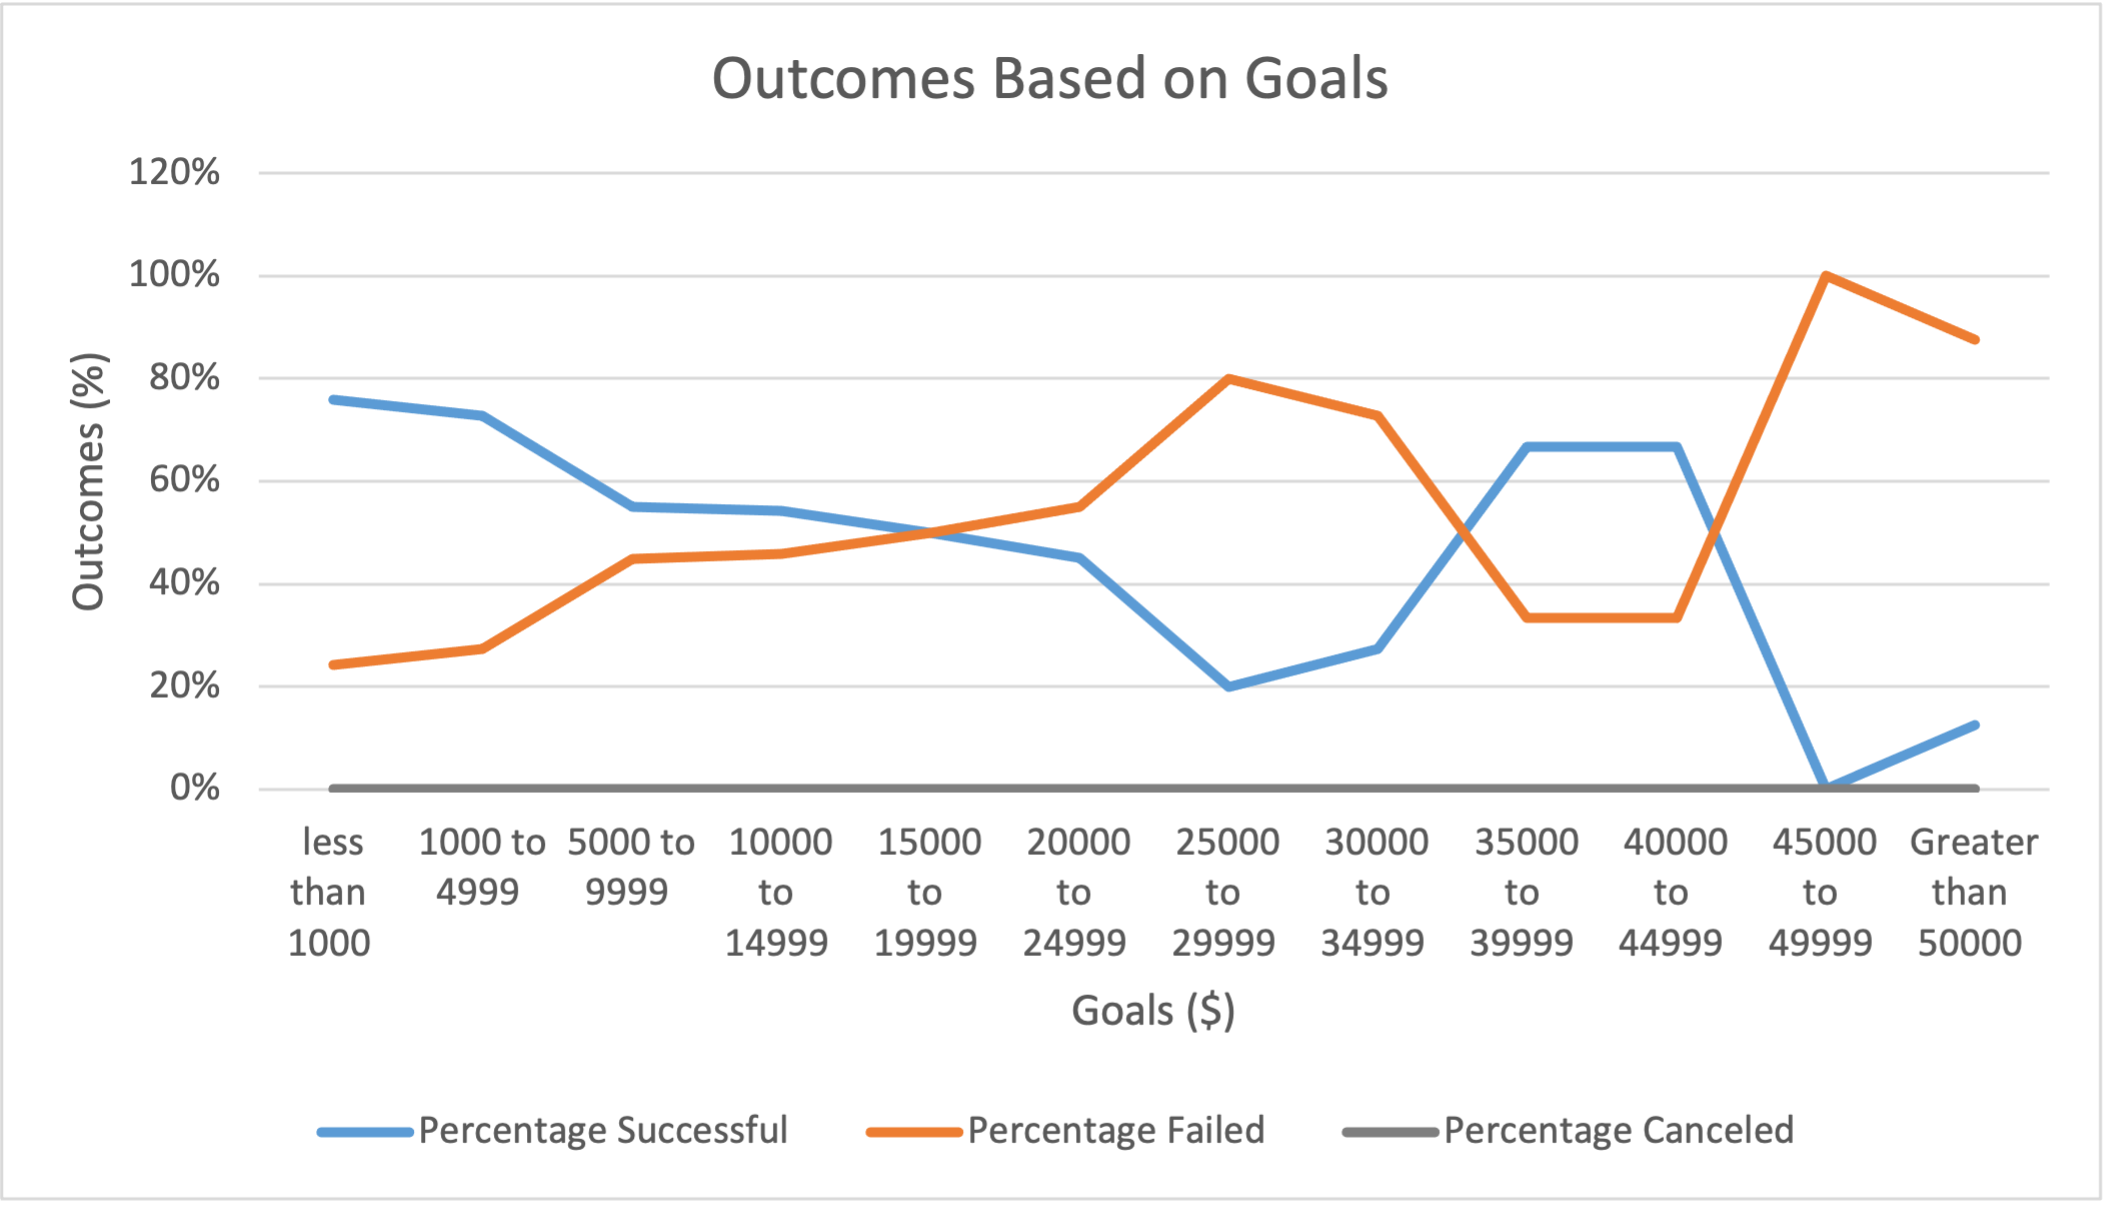 Outcomes Based on Goals
120%
100%
80%
60%
40%
20%
0%
Outcomes (%)
less
than
1000
1000 to
4999
5000 to
9999
10000
to
14999
15000
to
19999
20000
to
24999
25000
to
29999
30000
to
34999
35000
to
39999
40000
to
44999
45000
to
49999
Greater
than
50000
Goals ($)
Percentage Successful
Percentage Failed
Percentage Canceled